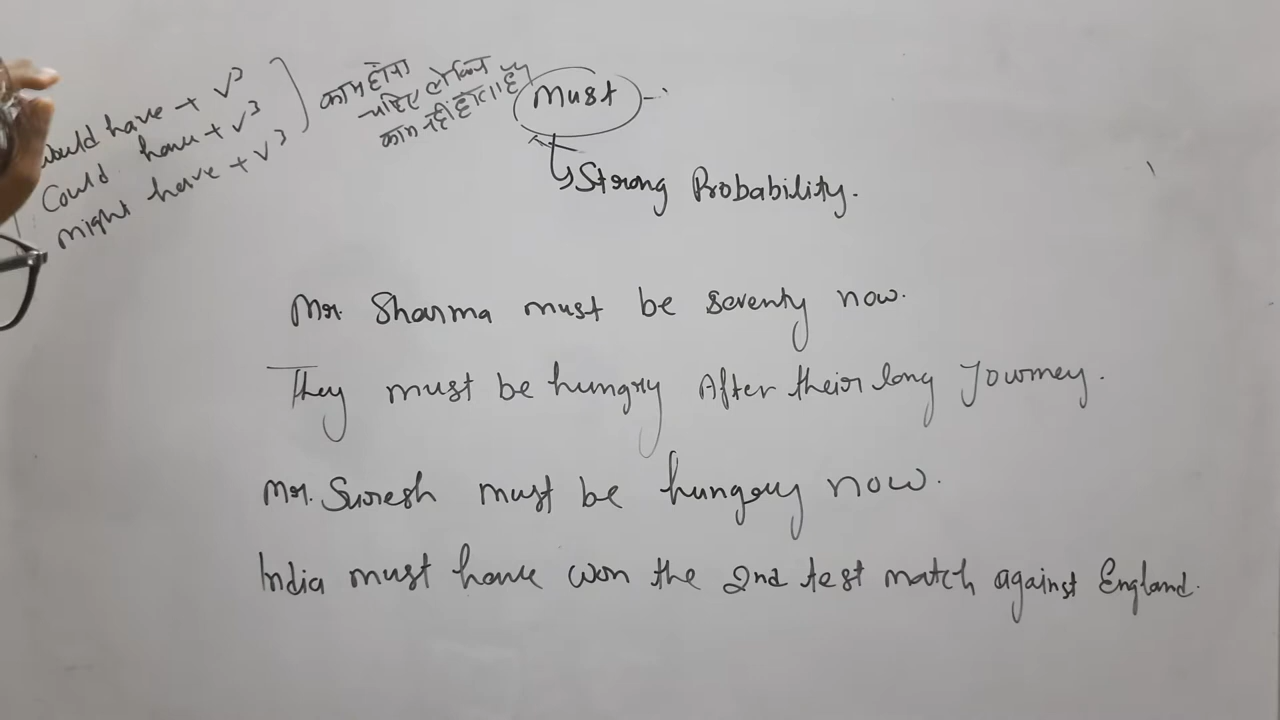 would have + V3
Could have + V3
might have + V3
काम होना
चाहिए लेकिन
काम नहीं होता है
Must
Strong Probability.
Mr. Sharma must be seventy now.
They must be hungry After their long Journey.
Mr. Suresh must be hungry now.
India must have won the 2nd test match against England.